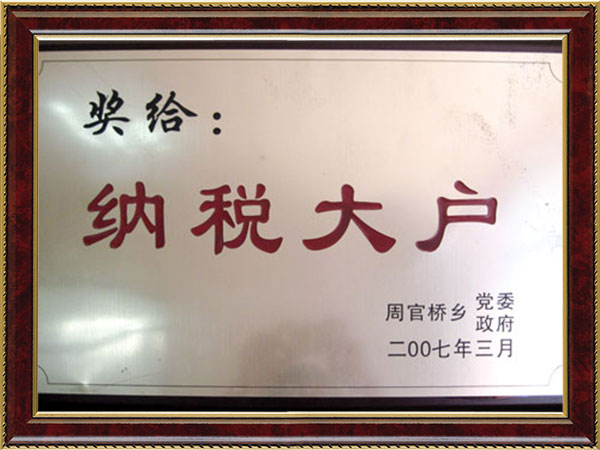 奖给：
纳税大户
周官桥乡 党委
政府
二00七年三月